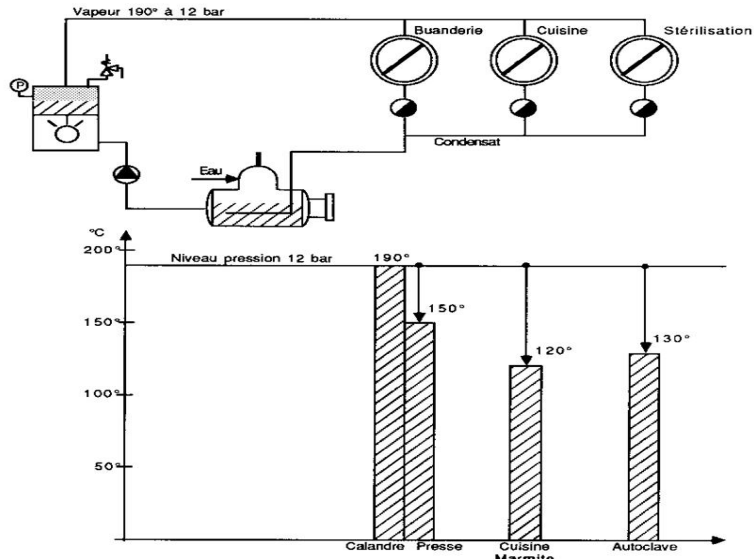 Vapeur 190° à 12 bar
Buanderie
Cuisine
Stérilisation
P
Condensat
Eau
°C
200°
Niveau pression 12 bar
190°
150°
150°
130°
120°
100°
50°
Calandre
Presse
Cuisine
Marmite
Autoclave